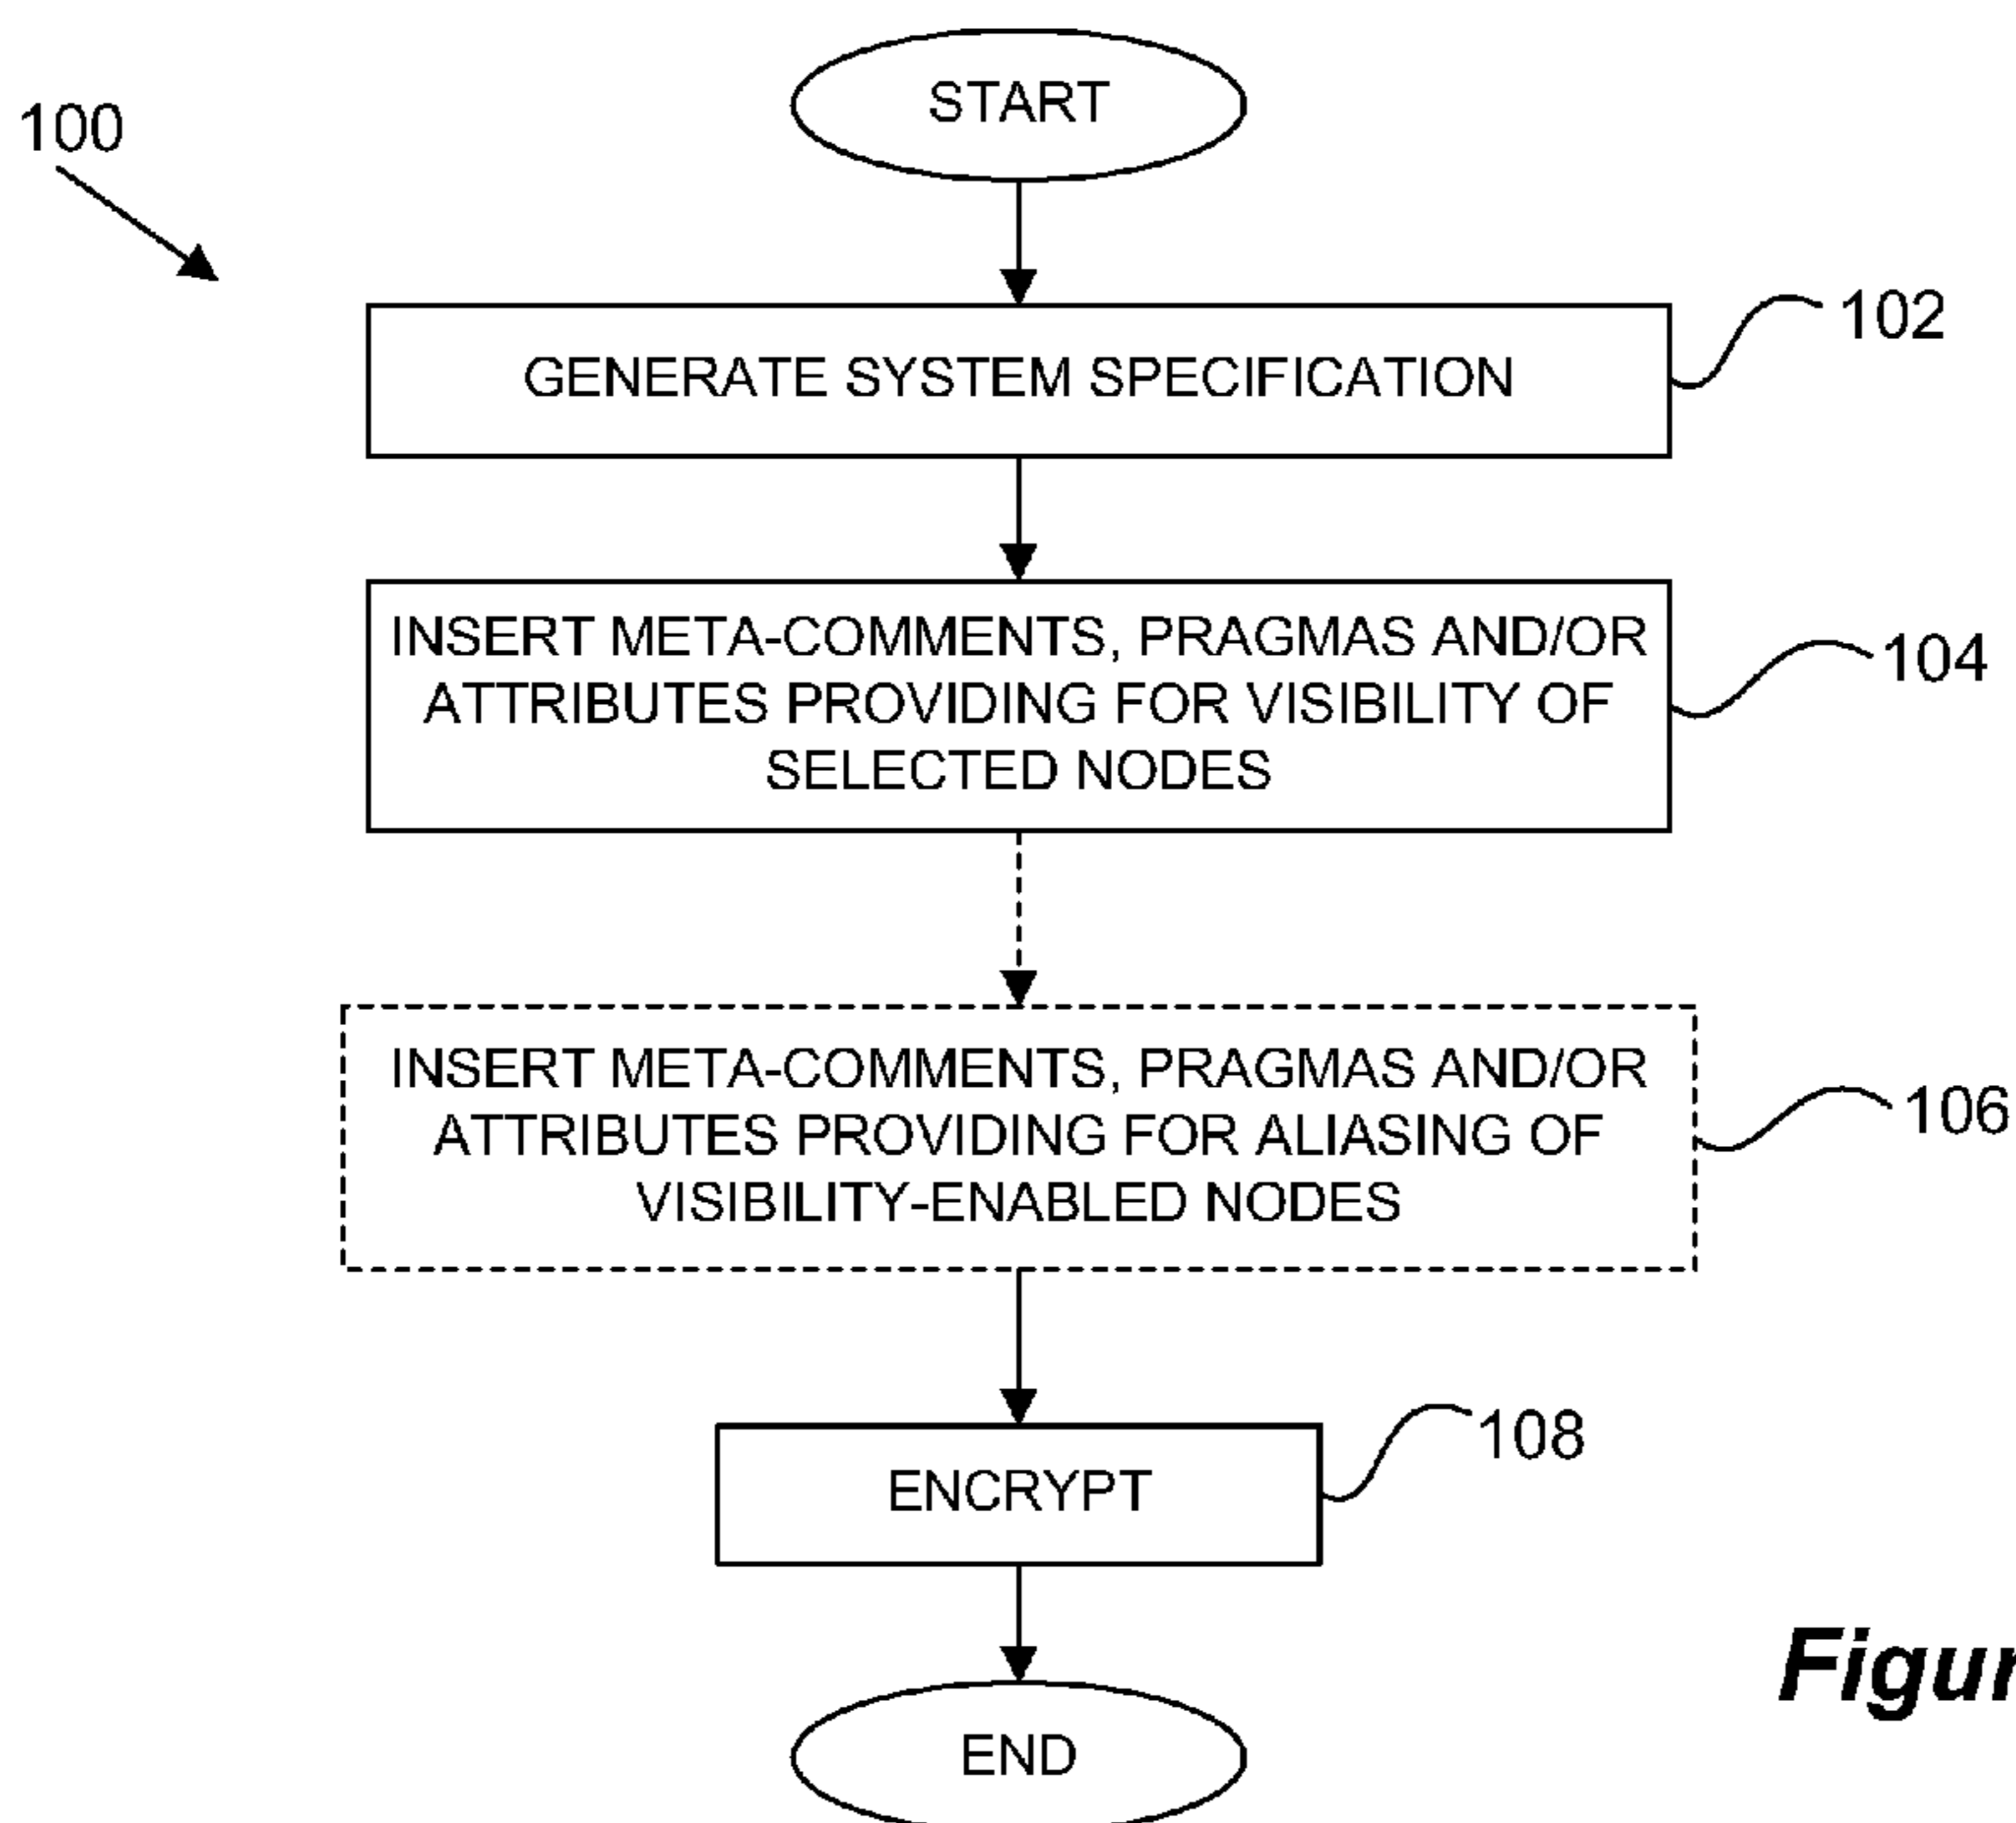 START
100
102
GENERATE SYSTEM SPECIFICATION
INSERT META-COMMENTS, PRAGMAS AND/OR
ATTRIBUTES PROVIDING FOR VISIBILITY OF
SELECTED NODES
104
INSERT META-COMMENTS, PRAGMAS AND/OR
ATTRIBUTES PROVIDING FOR ALIASING OF
VISIBILITY-ENABLED NODES
106
108
ENCRYPT
END